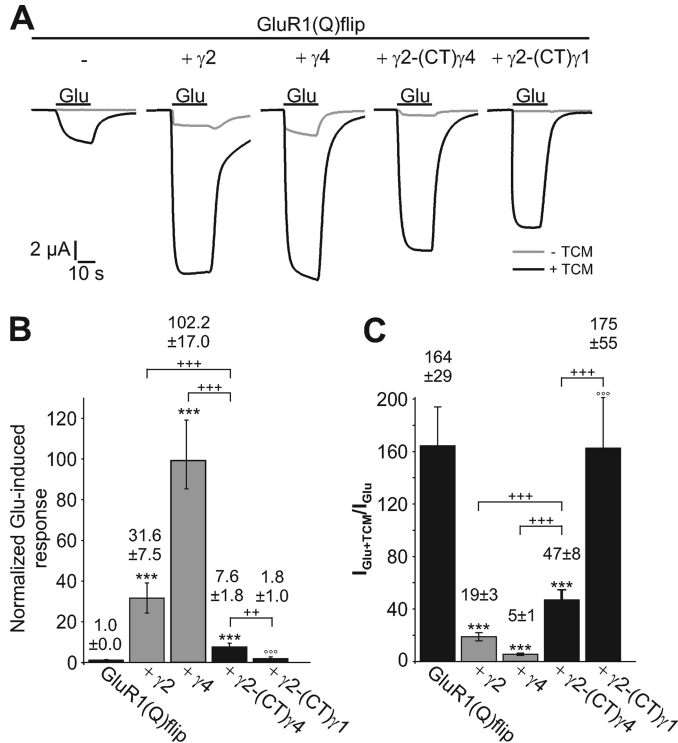 A
GluR1(Q)flip
- + γ2 + γ4 + γ2-(CT)γ4 + γ2-(CT)γ1
Glu Glu Glu Glu Glu
2 µA
10 s
- TCM
+ TCM
B
Normalized Glu-induced response
120
100
80
60
40
20
0
1.0 ±0.0
31.6 ±7.5
102.2 ±17.0
7.6 ±1.8
1.8 ±1.0
***
***
***
°°°
+++
+++
++
GluR1(Q)flip
+ γ2
+ γ4
+ γ2-(CT)γ4
+ γ2-(CT)γ1
C
I Glu+TCM/I Glu
200
160
120
80
40
0
164 ±29
19±3
5±1
47±8
175 ±55
***
***
***
°°°
+++
+++
+++
GluR1(Q)flip
+ γ2
+ γ4
+ γ2-(CT)γ4
+ γ2-(CT)γ1